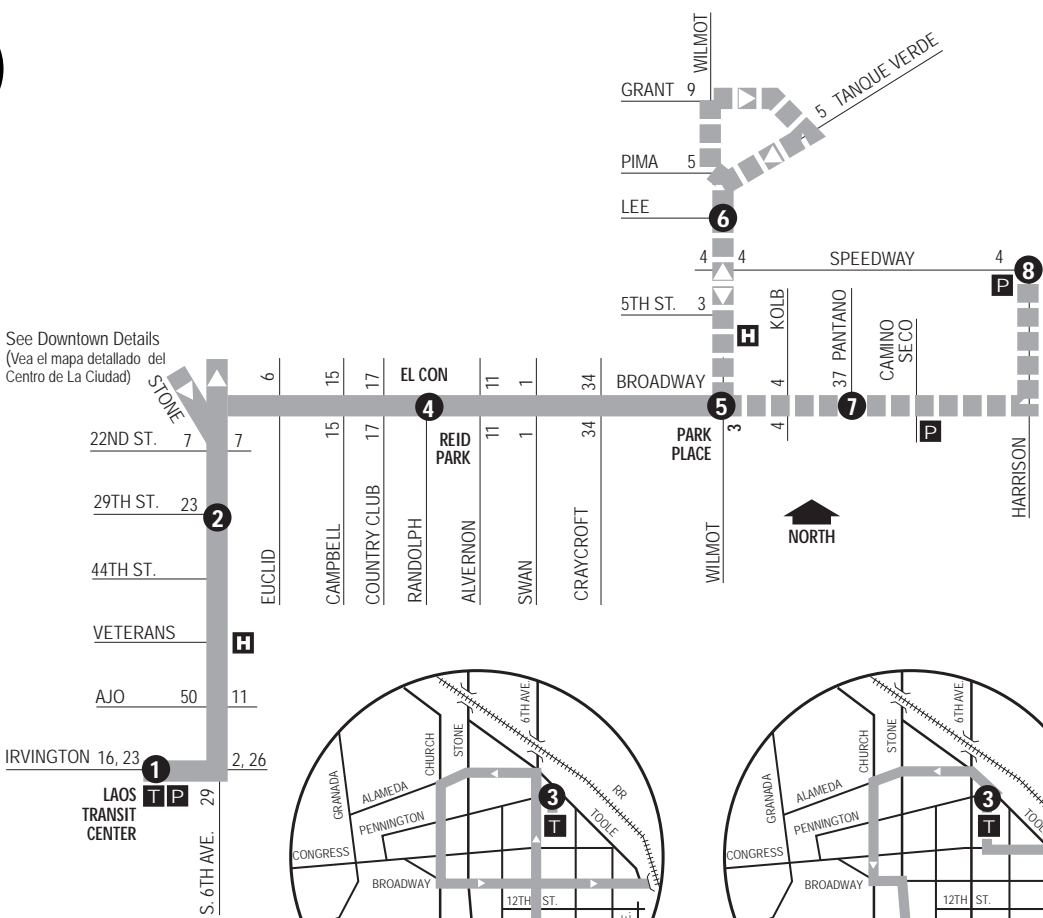 WILMOT
GRANT 9
5 TANQUE VERDE
PIMA 5
LEE
6
4 4
SPEEDWAY
4
8
P
5TH ST. 3
H
KOLB
37 PANTANO
CAMINO
SECO
See Downtown Details
(Vea el mapa detallado del
Centro de La Ciudad)
STONE
6
15
17
EL CON
11
1
34
BROADWAY
4
4
5
7
3
4
P
HARRISON
22ND ST. 7
7
15
17
REID
PARK
11
1
34
PARK
PLACE
29TH ST. 23
2
44TH ST.
EUCLID
CAMPBELL
COUNTRY CLUB
RANDOLPH
ALVERNON
SWAN
CRAYCROFT
WILMOT
NORTH
VETERANS
H
AJO 50
11
IRVINGTON 16, 23
1
2, 26
LAOS
TRANSIT
CENTER
T P
29
S. 6TH AVE.
GRANADA
ALAMEDA
CHURCH
STONE
6TH AVE.
RR
3
T
TOOLE
PENNINGTON
CONGRESS
BROADWAY
12TH ST.
GRANADA
ALAMEDA
CHURCH
STONE
6TH AVE.
3
T
PENNINGTON
CONGRESS
BROADWAY
12TH ST.